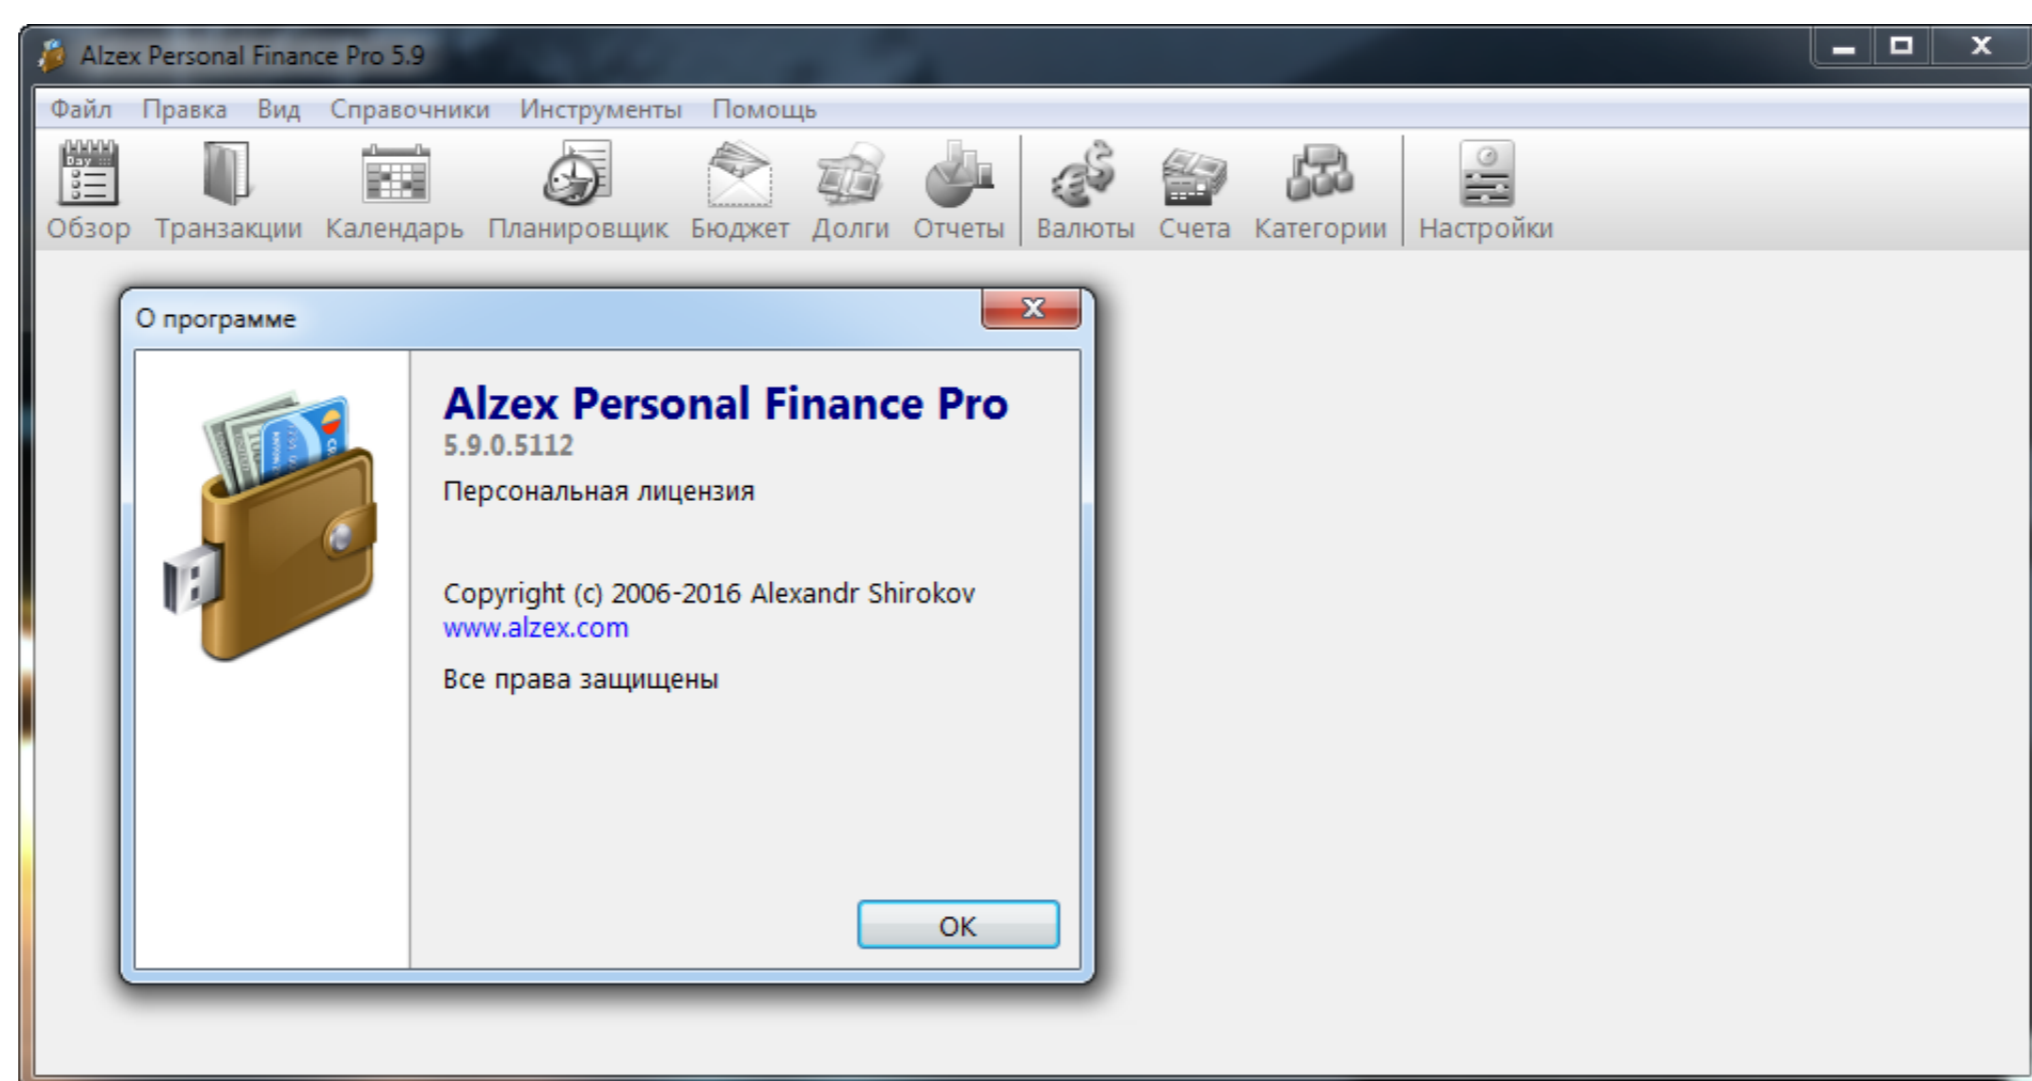 Alzex Personal Finance Pro 5.9
Файл Правка Вид Справочники Инструменты Помощь
Day
Обзор Транзакции Календарь Планировщик Бюджет Долги Отчеты Валюты Счета Категории Настройки
О программе
Alzex Personal Finance Pro
5.9.0.5112
Персональная лицензия
Copyright (c) 2006-2016 Alexandr Shirokov
www.alzex.com
Все права защищены
OK